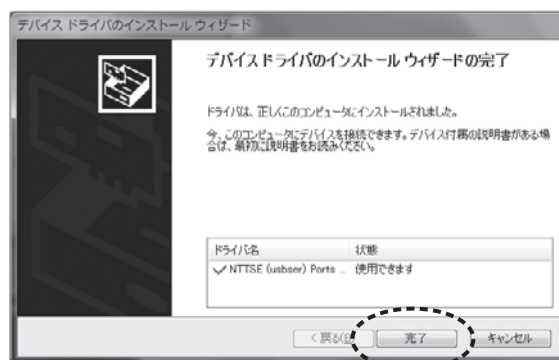 デバイス ドライバのインストール ウィザード
デバイス ドライバのインストール ウィザードの完了
ドライバは、正しくこのコンピュータにインストールされました。
今、このコンピュータにデバイスを接続できます。デバイス付属の説明書がある場
合は、最初に説明書をお読みください。
ドライバ名 状態
NTTSE (usbser) Ports ... 使用できます
< 戻る(B) 完了 キャンセル